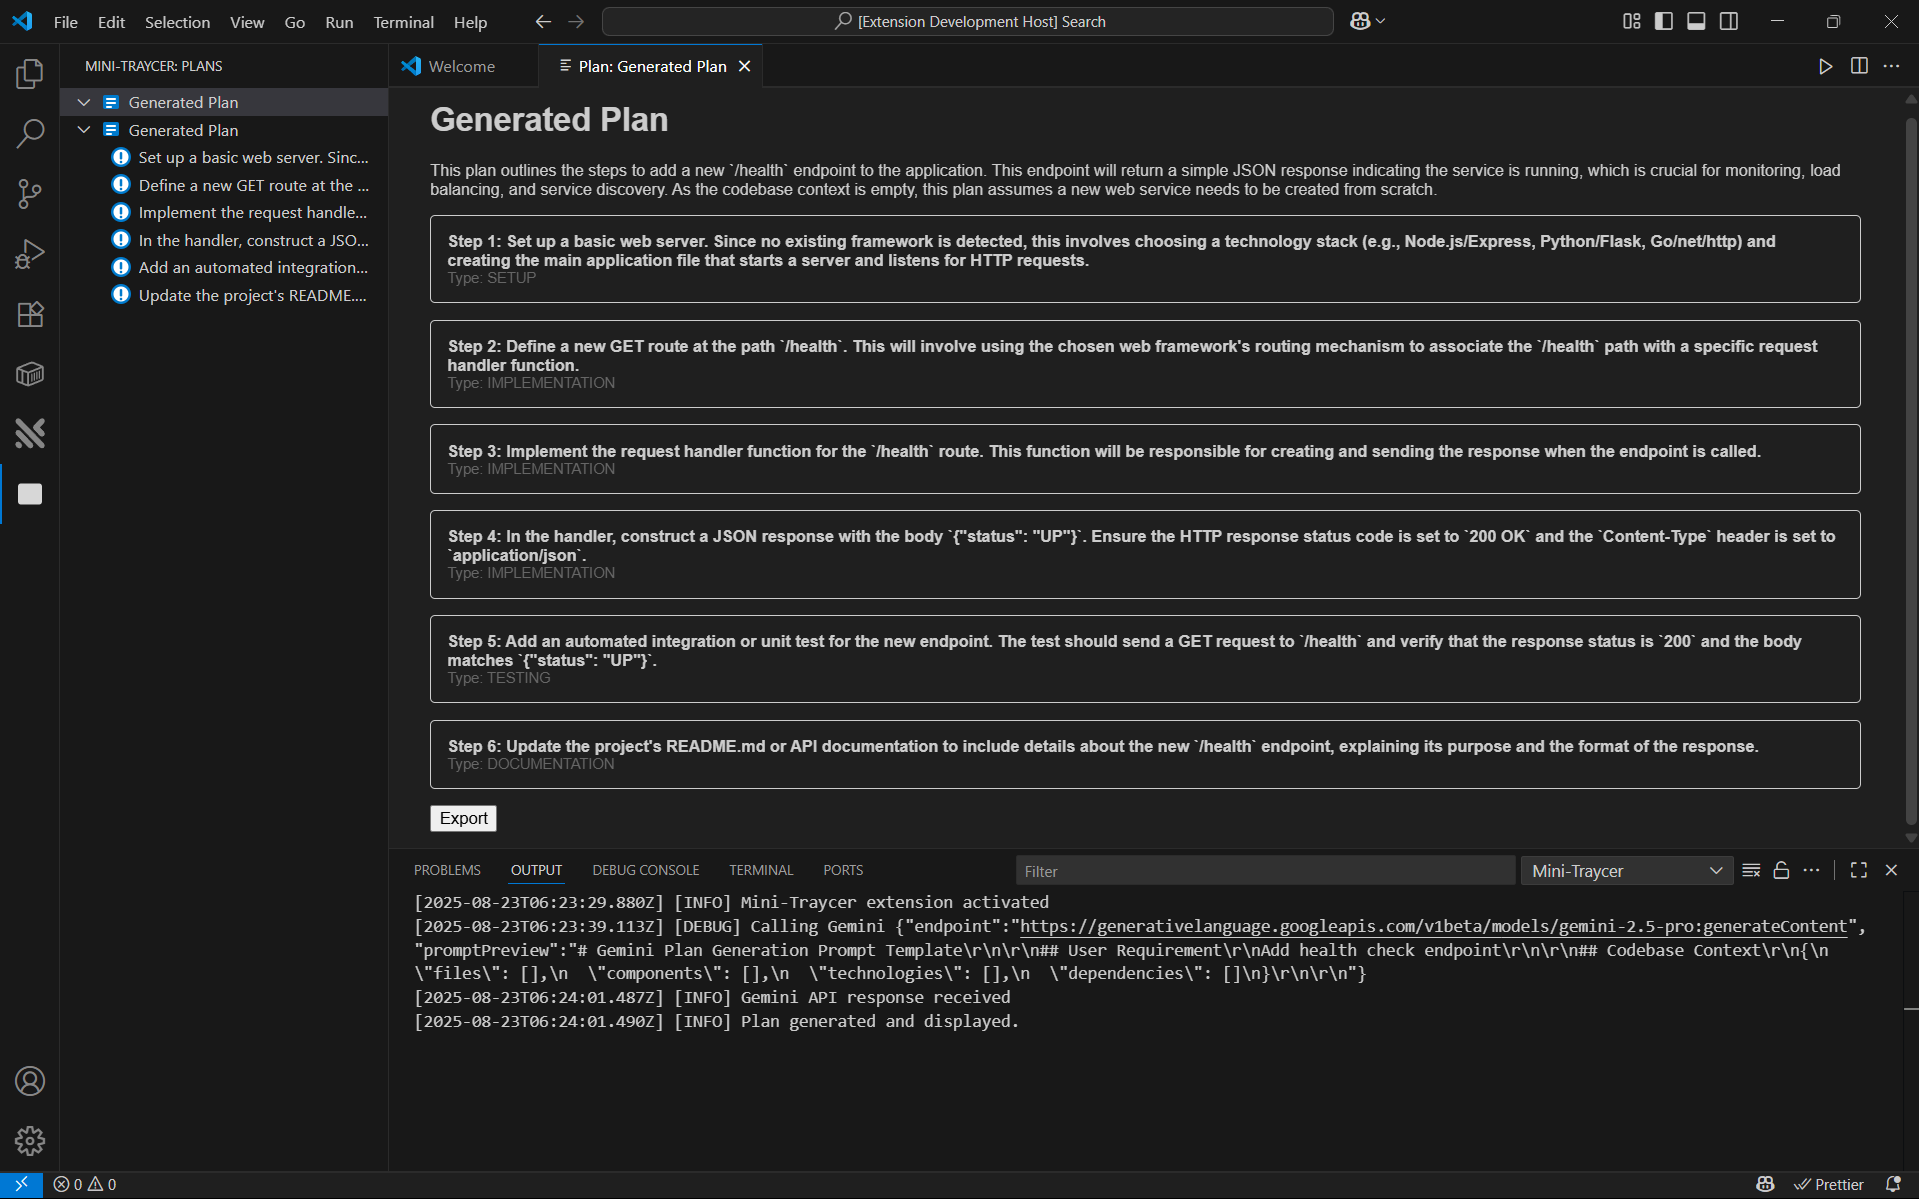 File Edit Selection View Go Run Terminal Help
[Extension Development Host] Search
MINI-TRAYCER: PLANS
Generated Plan
Generated Plan
Set up a basic web server. Sinc...
Define a new GET route at the ...
Implement the request handle...
In the handler, construct a JSO...
Add an automated integration...
Update the project's README....
Welcome
Plan: Generated Plan
Generated Plan
This plan outlines the steps to add a new `/health` endpoint to the application. This endpoint will return a simple JSON response indicating the service is running, which is crucial for monitoring, load
balancing, and service discovery. As the codebase context is empty, this plan assumes a new web service needs to be created from scratch.
Step 1: Set up a basic web server. Since no existing framework is detected, this involves choosing a technology stack (e.g., Node.js/Express, Python/Flask, Go/net/http) and
creating the main application file that starts a server and listens for HTTP requests.
Type: SETUP
Step 2: Define a new GET route at the path `/health`. This will involve using the chosen web framework's routing mechanism to associate the `/health` path with a specific request
handler function.
Type: IMPLEMENTATION
Step 3: Implement the request handler function for the `/health` route. This function will be responsible for creating and sending the response when the endpoint is called.
Type: IMPLEMENTATION
Step 4: In the handler, construct a JSON response with the body `{"status": "UP"}`. Ensure the HTTP response status code is set to `200 OK` and the `Content-Type` header is set to
`application/json`.
Type: IMPLEMENTATION
Step 5: Add an automated integration or unit test for the new endpoint. The test should send a GET request to `/health` and verify that the response status is `200` and the body
matches `{"status": "UP"}`.
Type: TESTING
Step 6: Update the project's README.md or API documentation to include details about the new `/health` endpoint, explaining its purpose and the format of the response.
Type: DOCUMENTATION
Export
PROBLEMS OUTPUT DEBUG CONSOLE TERMINAL PORTS
Filter
Mini-Traycer
[2025-08-23T06:23:29.880Z] [INFO] Mini-Traycer extension activated
[2025-08-23T06:23:39.113Z] [DEBUG] Calling Gemini {"endpoint":"https://generativelanguage.googleapis.com/v1beta/models/gemini-2.5-pro:generateContent",
"promptPreview":"# Gemini Plan Generation Prompt Template\r\n\r\n## User Requirement\r\nAdd health check endpoint\r\n\r\n## Codebase Context\r\n{\n
\"files\": [],\n  \"components\": [],\n  \"technologies\": [],\n  \"dependencies\": []\n}\r\n\r\n"}
[2025-08-23T06:24:01.487Z] [INFO] Gemini API response received
[2025-08-23T06:24:01.490Z] [INFO] Plan generated and displayed.
0 0
Prettier